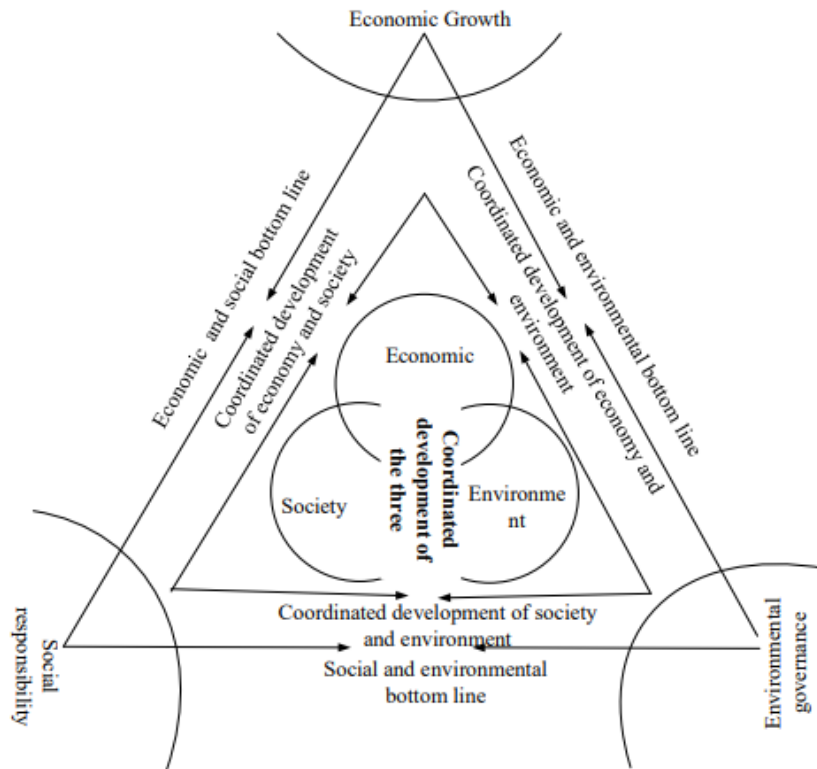 Economic Growth
Economic and social bottom line
Coordinated development
of economy and society
Economic and environmental bottom line
Coordinated development of economy and
environment
Economic
Society
Coordinated
development of
the three
Environme
nt
Coordinated development of society
and environment
Social and environmental
bottom line
Social
responsibility
Environmental
governance